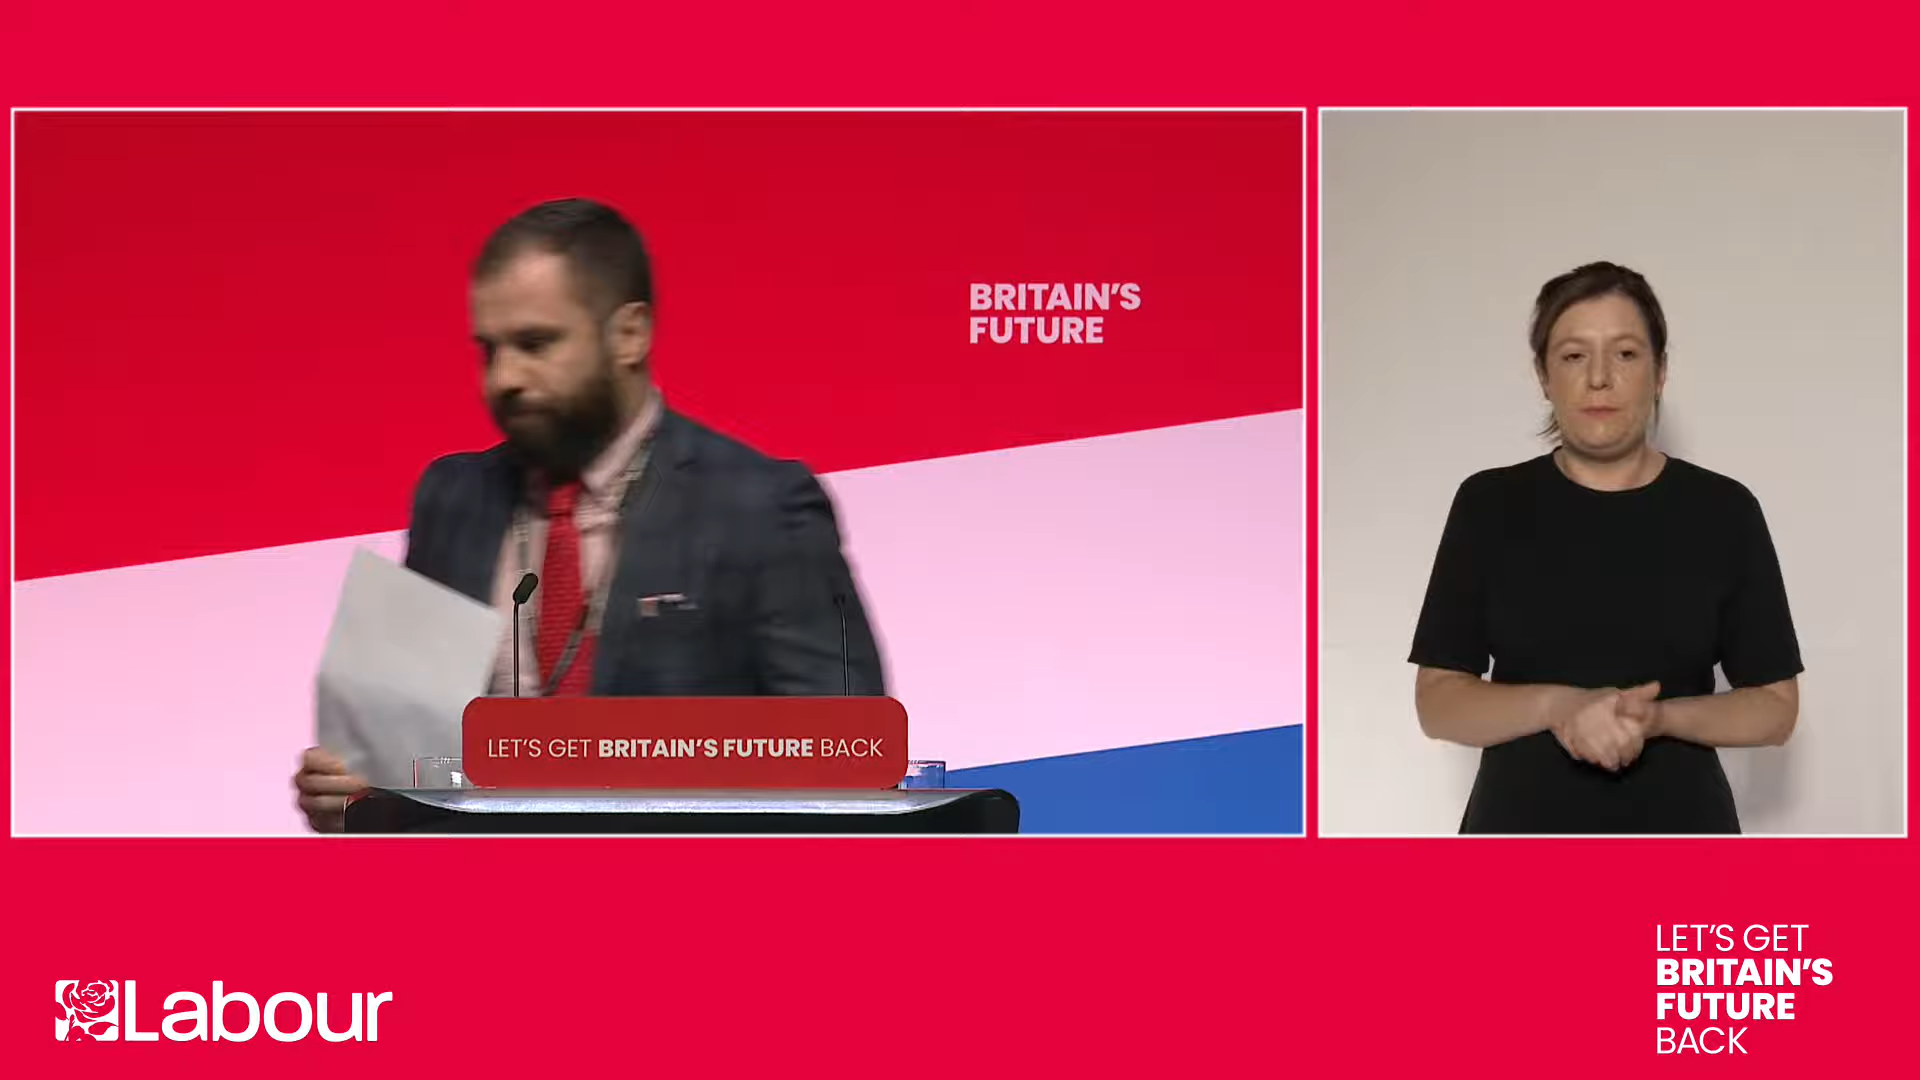 BRITAIN'S
FUTURE
LET'S GET BRITAIN'S FUTURE BACK
Labour
LET'S GET
BRITAIN'S
FUTURE
BACK